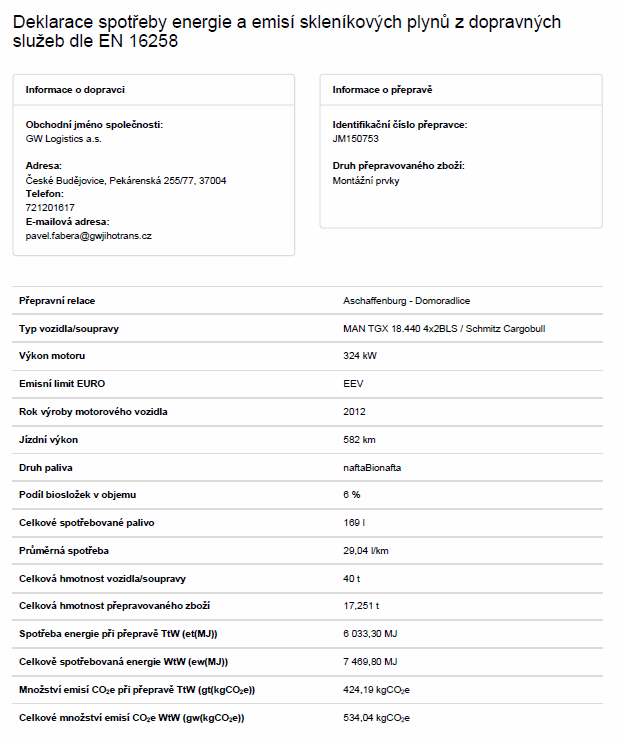 Deklarace spotřeby energie a emisí skleníkových plynů z dopravných
služeb dle EN 16258
Informace o dopravci
Obchodní jméno společnosti:
GW Logistics a.s.
Adresa:
České Budějovice, Pekárenská 255/77, 37004
Telefon:
721201617
E-mailová adresa:
pavel.fabera@gwjihotrans.cz
Informace o přepravě
Identifikační číslo přepravce:
JM150753
Druh přepravovaného zboží:
Montážní prvky
Přepravní relace Aschaffenburg - Domoradlice
Typ vozidla/soupravy MAN TGX 18.440 4x2BLS / Schmitz Cargobull
Výkon motoru 324 kW
Emisní limit EURO EEV
Rok výroby motorového vozidla 2012
Jízdní výkon 582 km
Druh paliva naftaBionafta
Podíl biosložek v objemu 6 %
Celkové spotřebované palivo 169 l
Průměrná spotřeba 29,04 l/km
Celková hmotnost vozidla/soupravy 40 t
Celková hmotnost přepravovaného zboží 17,251 t
Spotřeba energie při přepravě TtW (et(MJ)) 6 033,30 MJ
Celkově spotřebovaná energie WtW (ew(MJ)) 7 469,80 MJ
Množství emisí CO₂e při přepravě TtW (gt(kgCO₂e)) 424,19 kgCO₂e
Celkové množství emisí CO₂e WtW (gw(kgCO₂e)) 534,04 kgCO₂e